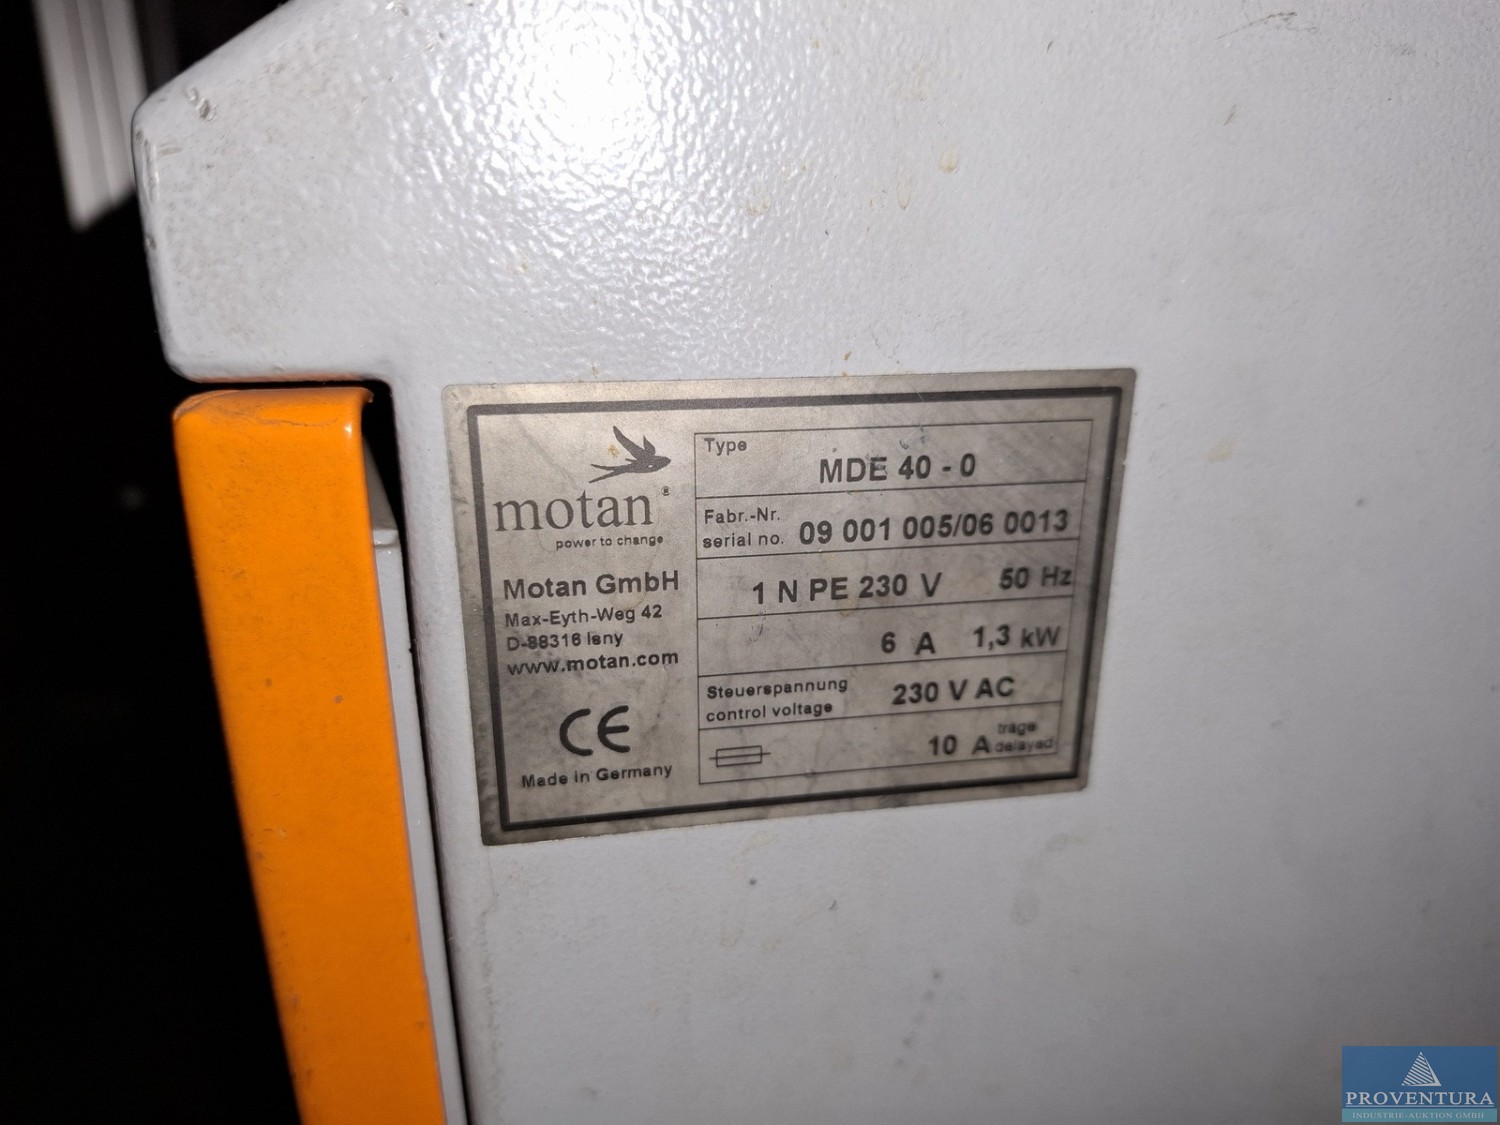 motan®
power to change
Motan GmbH
Max-Eyth-Weg 42
D-88316 Isny
www.motan.com
CE
Made in Germany
Type
MDE 40 - 0
Fabr.-Nr.
serial no. 09 001 005/06 0013
1 N PE 230 V 50 Hz
6 A 1,3 kW
Steuerspannung
control voltage 230 V AC
10 A träge
delayed
PROVENTURA
INDUSTRIE-AUKTION GMBH